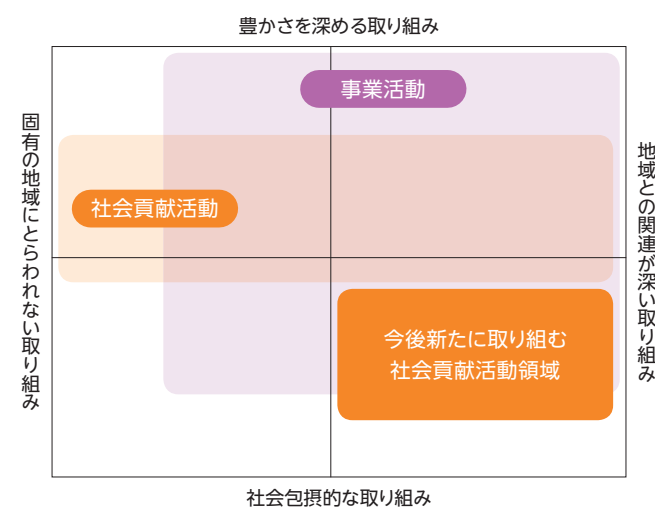 豊かさを深める取り組み
事業活動
固有の地域にとらわれない取り組み
社会貢献活動
地域との関連が深い取り組み
今後新たに取り組む
社会貢献活動領域
社会包摂的な取り組み